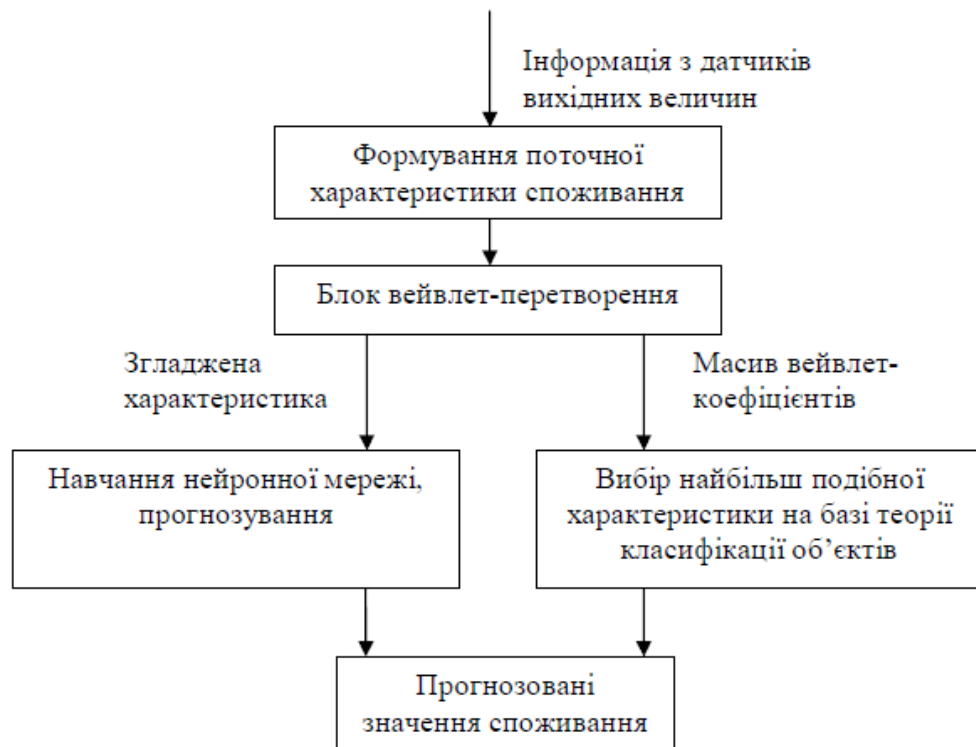 Інформація з датчиків
вихідних величин
Формування поточної
характеристики споживання
Блок вейвлет-перетворення
Згладжена
характеристика
Масив вейвлет-
коефіцієнтів
Навчання нейронної мережі,
прогнозування
Вибір найбільш подібної
характеристики на базі теорії
класифікації об’єктів
Прогнозовані
значення споживання